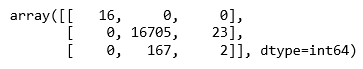 array([[   16,     0,     0],
       [    0, 16705,    23],
       [    0,   167,     2]], dtype=int64)